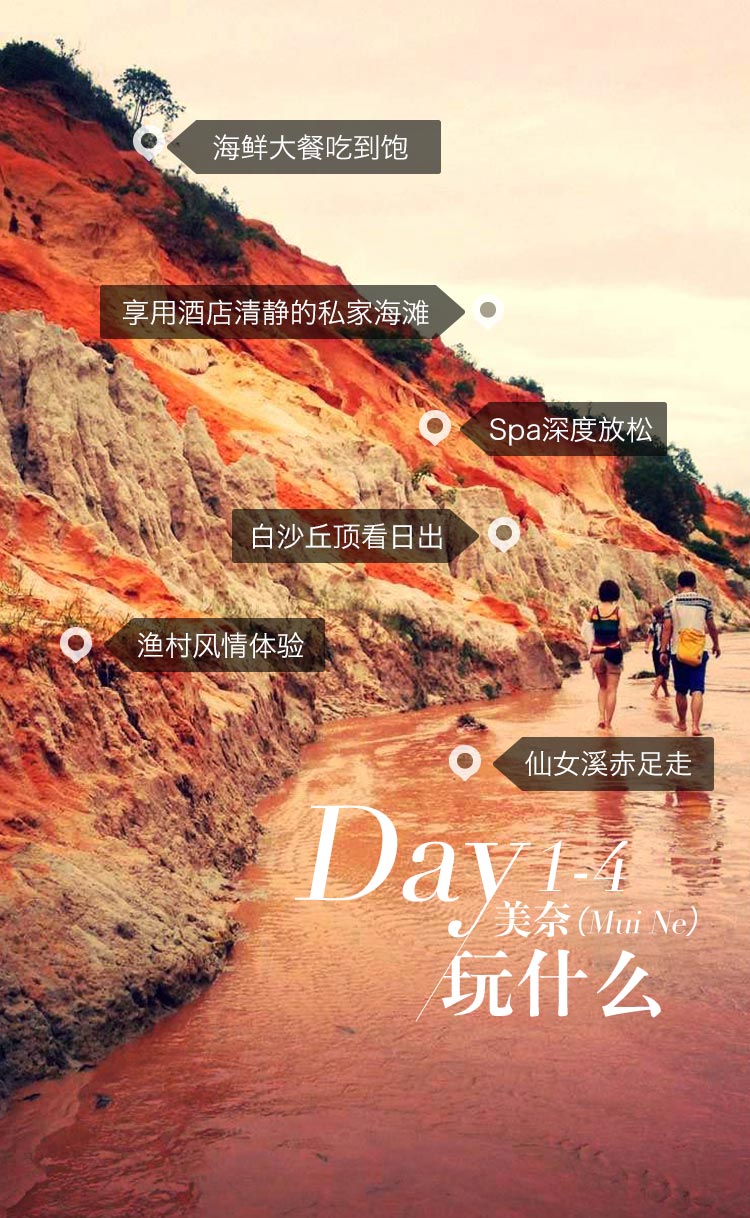 海鲜大餐吃到饱
享用酒店清静的私家海滩
Spa深度放松
白沙丘顶看日出
渔村风情体验
仙女溪赤足走
Day 1-4
美奈(Mui Ne)
玩什么